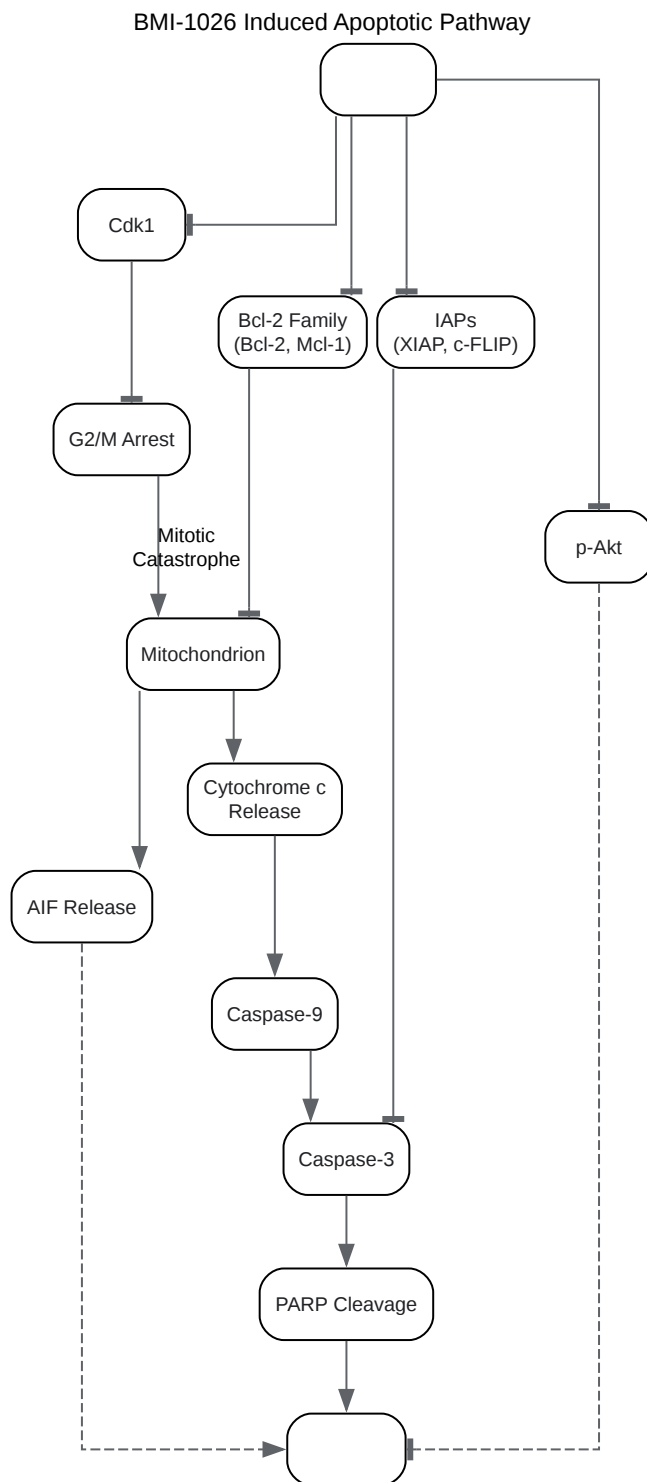 BMI-1026 Induced Apoptotic Pathway
Cdk1
Bcl-2 Family
(Bcl-2, Mcl-1)
IAPs
(XIAP, c-FLIP)
G2/M Arrest
Mitotic
Catastrophe
p-Akt
Mitochondrion
Cytochrome c
Release
AIF Release
Caspase-9
Caspase-3
PARP Cleavage